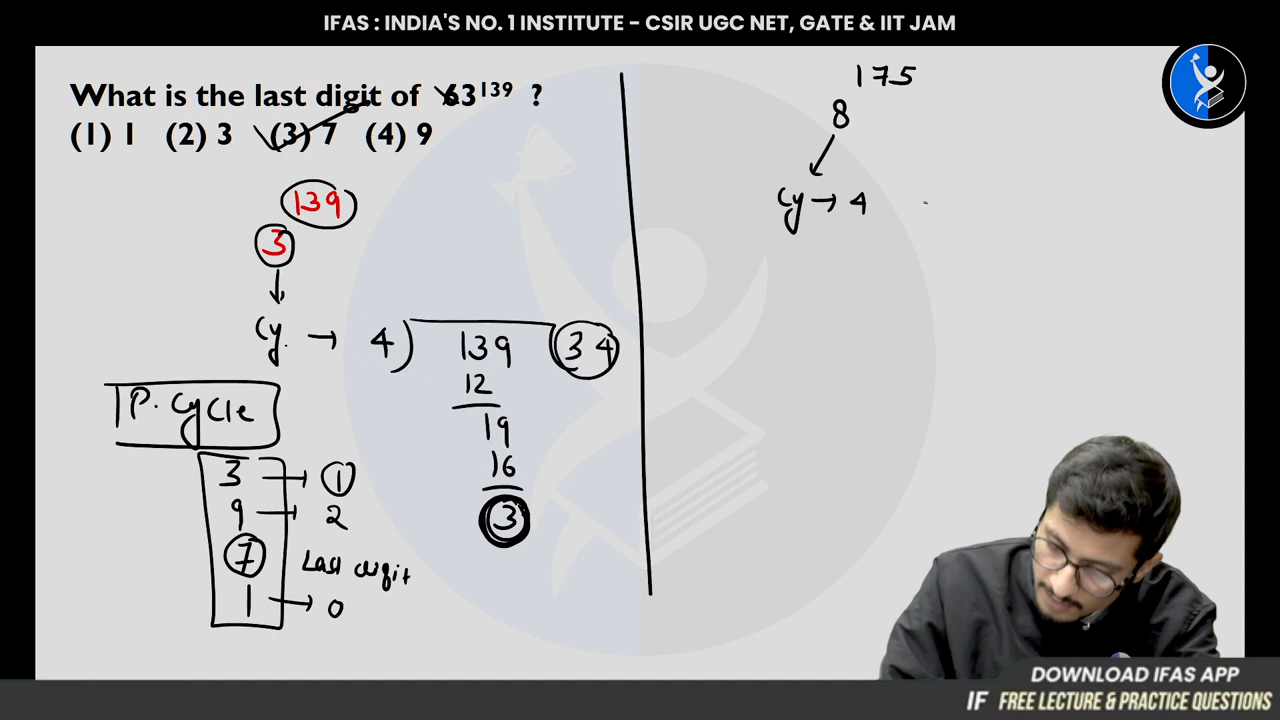 IFAS : INDIA'S NO. 1 INSTITUTE – CSIR UGC NET, GATE & IIT JAM
What is the last digit of 63¹³⁹ ?
(1) 1 (2) 3 (3) 7 (4) 9
139
3
Cy. → 4) 139 (34
12
19
16
3
P. Cycle
3 → 1
9 → 2
7 Last digit
1 → 0
175
8
Cy → 4
DOWNLOAD IFAS APP
IF FREE LECTURE & PRACTICE QUESTIONS